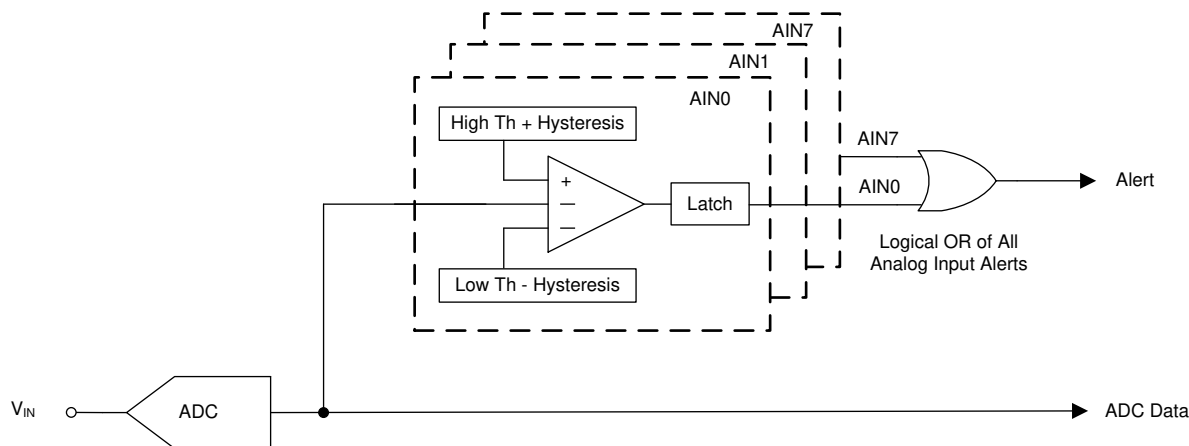 AIN7
AIN1
AIN0
High Th + Hysteresis
+
—
—
Latch
Low Th - Hysteresis
AIN7
AIN0
Alert
Logical OR of All
Analog Input Alerts
VIN
ADC
ADC Data